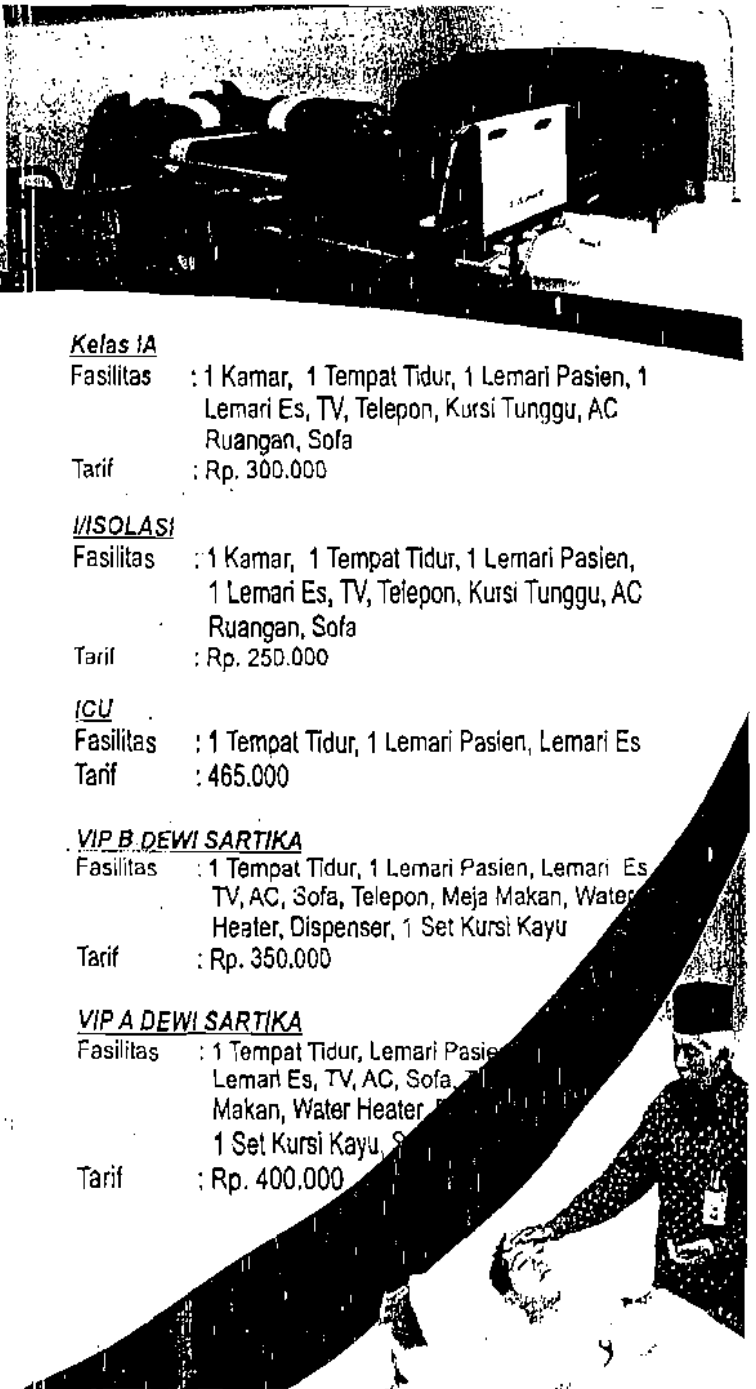 Kelas IA
Fasilitas : 1 Kamar, 1 Tempat Tidur, 1 Lemari Pasien, 1
Lemari Es, TV, Telepon, Kursi Tunggu, AC
Ruangan, Sofa
Tarif : Rp. 300.000
I/ISOLASI
Fasilitas : 1 Kamar, 1 Tempat Tidur, 1 Lemari Pasien,
1 Lemari Es, TV, Telepon, Kursi Tunggu, AC
Ruangan, Sofa
Tarif : Rp. 250.000
ICU
Fasilitas : 1 Tempat Tidur, 1 Lemari Pasien, Lemari Es
Tarif : 465.000
VIP B DEWI SARTIKA
Fasilitas : 1 Tempat Tidur, 1 Lemari Pasien, Lemari Es
TV, AC, Sofa, Telepon, Meja Makan, Water
Heater, Dispenser, 1 Set Kursi Kayu
Tarif : Rp. 350.000
VIP A DEWI SARTIKA
Fasilitas : 1 Tempat Tidur, Lemari Pasie
Lemari Es, TV, AC, Sofa,
Makan, Water Heater,
1 Set Kursi Kayu,
Tarif : Rp. 400,000